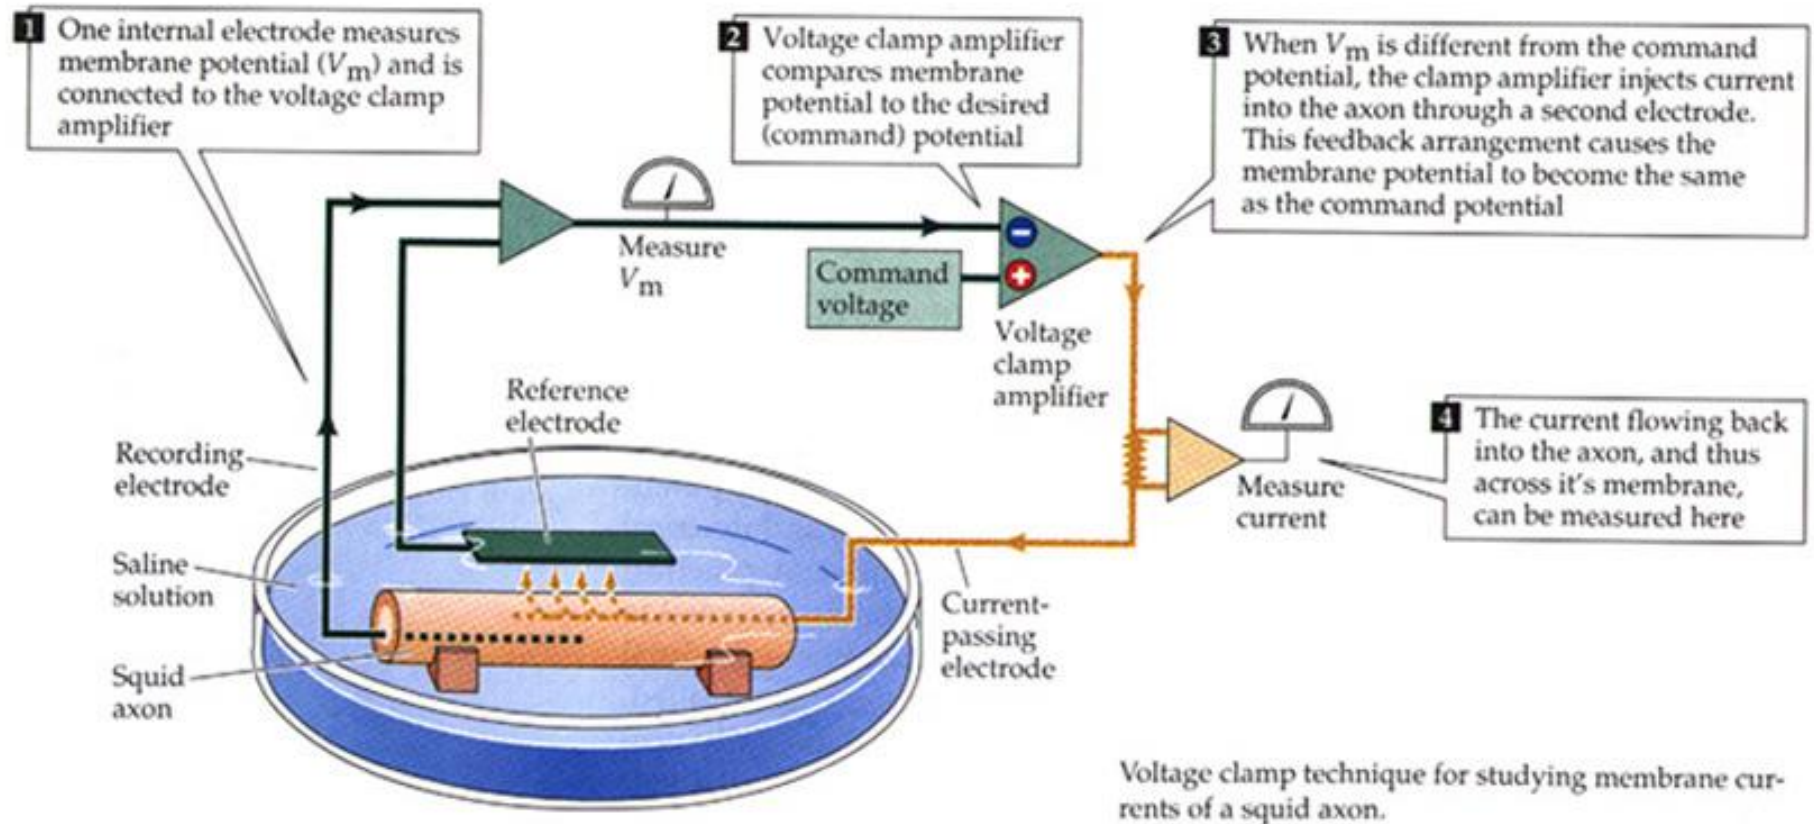 1 One internal electrode measures
membrane potential (Vm) and is
connected to the voltage clamp
amplifier
2 Voltage clamp amplifier
compares membrane
potential to the desired
(command) potential
3 When Vm is different from the command
potential, the clamp amplifier injects current
into the axon through a second electrode.
This feedback arrangement causes the
membrane potential to become the same
as the command potential
Measure
Vm
−
+
Command
voltage
Voltage
clamp
amplifier
Reference
electrode
Recording
electrode
4 The current flowing back
into the axon, and thus
across it's membrane,
can be measured here
Measure
current
Saline
solution
Squid
axon
Current-
passing
electrode
Voltage clamp technique for studying membrane cur-
rents of a squid axon.